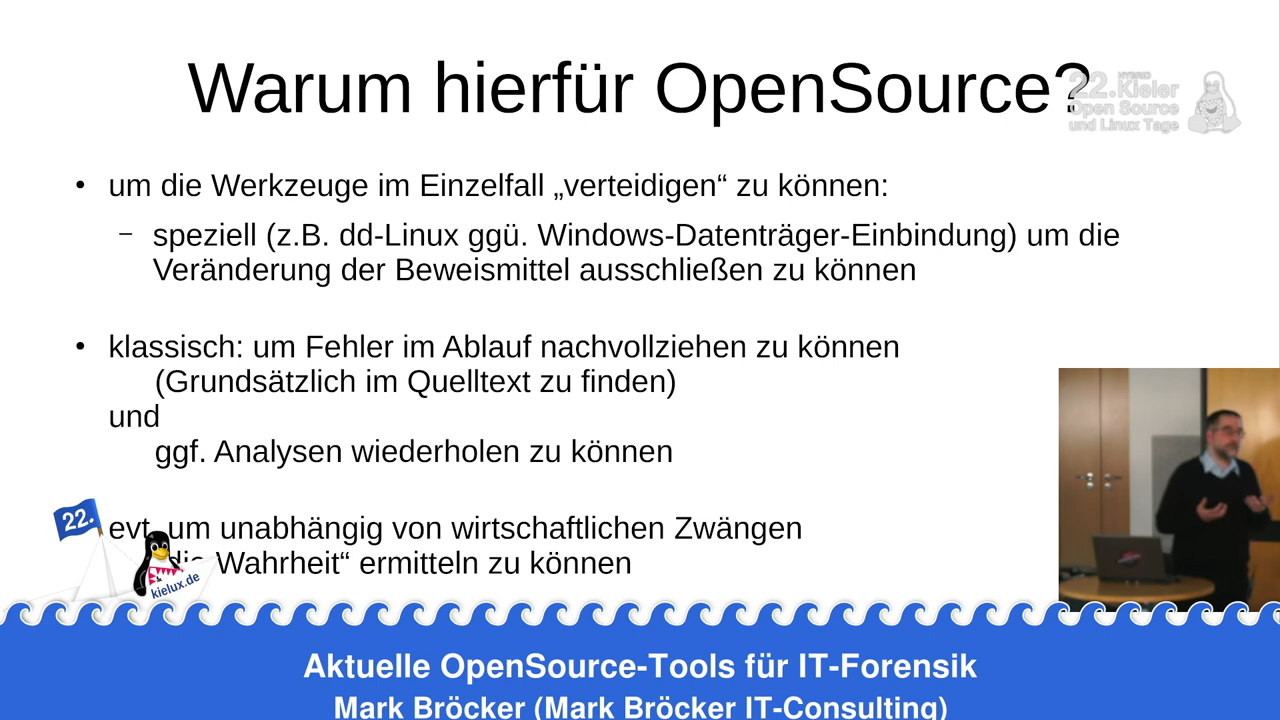 Warum hierfür OpenSource?
HYBRID
22.Kieler
Open Source
und Linux Tage
um die Werkzeuge im Einzelfall „verteidigen“ zu können:
speziell (z.B. dd-Linux ggü. Windows-Datenträger-Einbindung) um die
Veränderung der Beweismittel ausschließen zu können
klassisch: um Fehler im Ablauf nachvollziehen zu können
(Grundsätzlich im Quelltext zu finden)
und
ggf. Analysen wiederholen zu können
evt. um unabhängig von wirtschaftlichen Zwängen
die Wahrheit“ ermitteln zu können
22.
kielux.de
Aktuelle OpenSource-Tools für IT-Forensik
Mark Bröcker (Mark Bröcker IT-Consulting)